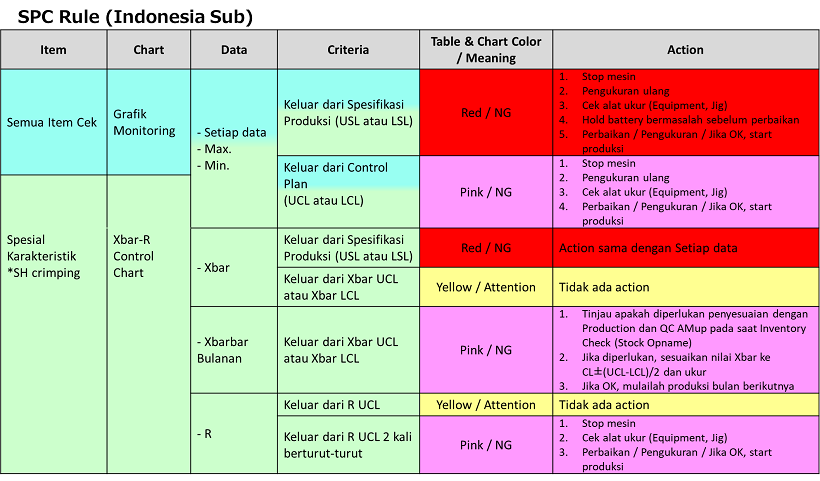 SPC Rule (Indonesia Sub)
Item
Chart
Data
Criteria
Table & Chart Color
/ Meaning
Action
Semua Item Cek
Grafik
Monitoring
- Setiap data
- Max.
- Min.
Keluar dari Spesifikasi
Produksi (USL atau LSL)
Red / NG
1. Stop mesin
2. Pengukuran ulang
3. Cek alat ukur (Equipment, Jig)
4. Hold battery bermasalah sebelum perbaikan
5. Perbaikan / Pengukuran / Jika OK, start
produksi
Keluar dari Control
Plan
(UCL atau LCL)
Pink / NG
1. Stop mesin
2. Pengukuran ulang
3. Cek alat ukur (Equipment, Jig)
4. Perbaikan / Pengukuran / Jika OK, start
produksi
Spesial
Karakteristik
*SH crimping
Xbar-R
Control
Chart
- Xbar
Keluar dari Spesifikasi
Produksi (USL atau LSL)
Red / NG
Action sama dengan Setiap data
Keluar dari Xbar UCL
atau Xbar LCL
Yellow / Attention
Tidak ada action
- Xbarbar
Bulanan
Keluar dari Xbar UCL
atau Xbar LCL
Pink / NG
1. Tinjau apakah diperlukan penyesuaian dengan
Production dan QC AMup pada saat Inventory
Check (Stock Opname)
2. Jika diperlukan, sesuaikan nilai Xbar ke
CL±(UCL-LCL)/2 dan ukur
3. Jika OK, mulailah produksi bulan berikutnya
- R
Keluar dari R UCL
Yellow / Attention
Tidak ada action
Keluar dari R UCL 2 kali
berturut-turut
Pink / NG
1. Stop mesin
2. Cek alat ukur (Equipment, Jig)
3. Perbaikan / Pengukuran / Jika OK, start
produksi